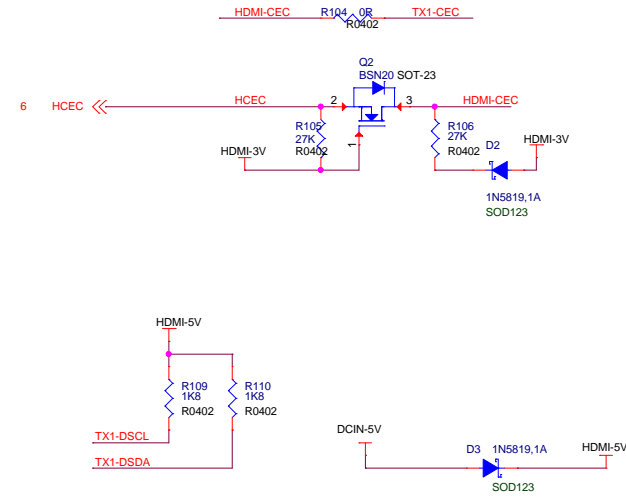 HDMI-CEC R104 0R TX1-CEC
R0402
Q2
BSN20 SOT-23
6 HCEC HCEC 2 3 HDMI-CEC
R105 R106
27K 27K D2 HDMI-3V
HDMI-3V R0402 1 R0402
1N5819,1A
SOD123
HDMI-5V
R109 R110
1K8 1K8
R0402 R0402
TX1-DSCL DCIN-5V
TX1-DSDA D3 1N5819,1A HDMI-5V
SOD123